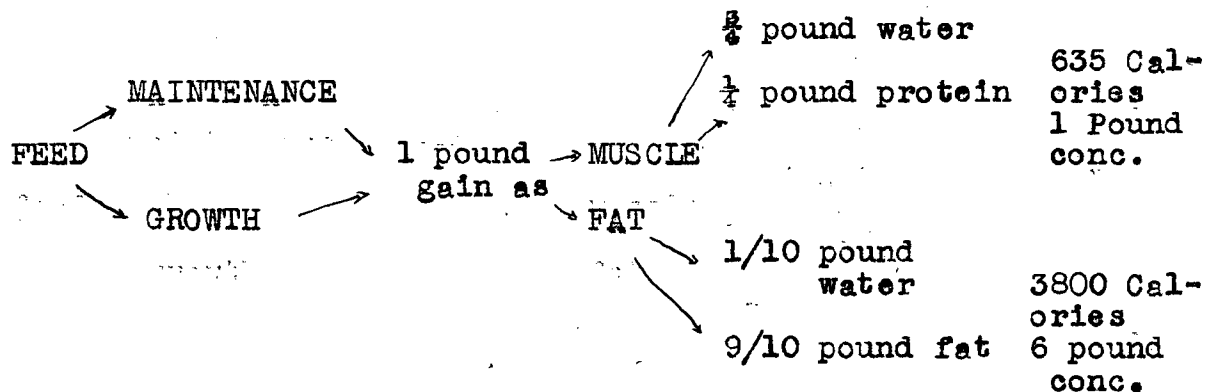 ¾ pound water
635 Cal-
MAINTENANCE
¼ pound protein ories
1 Pound
FEED
1 pound
MUSCLE
conc.
gain as
GROWTH
FAT
1/10 pound
water
3800 Cal-
ories
9/10 pound fat 6 pound
conc.